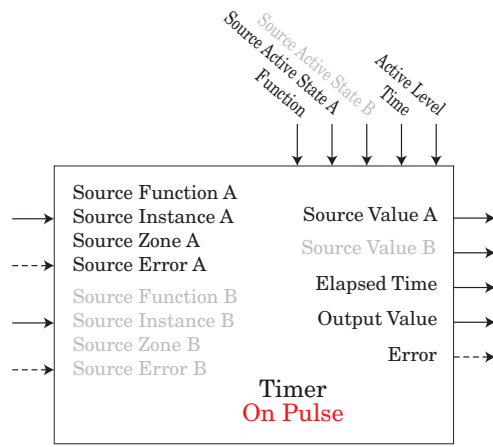 Function
Source Active State A
Source Active State B
Time
Active Level
Source Function A
Source Instance A
Source Zone A
Source Error A
Source Function B
Source Instance B
Source Zone B
Source Error B
Source Value A
Source Value B
Elapsed Time
Output Value
Error
Timer
On Pulse